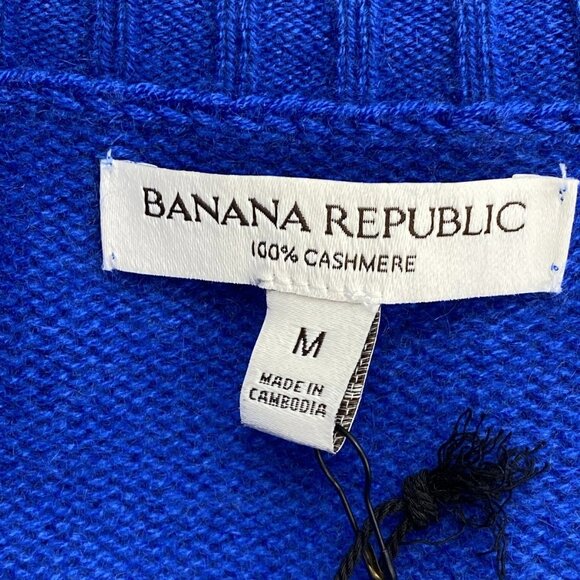 BANANA REPUBLIC
100% CASHMERE
M
MADE IN
CAMBODIA